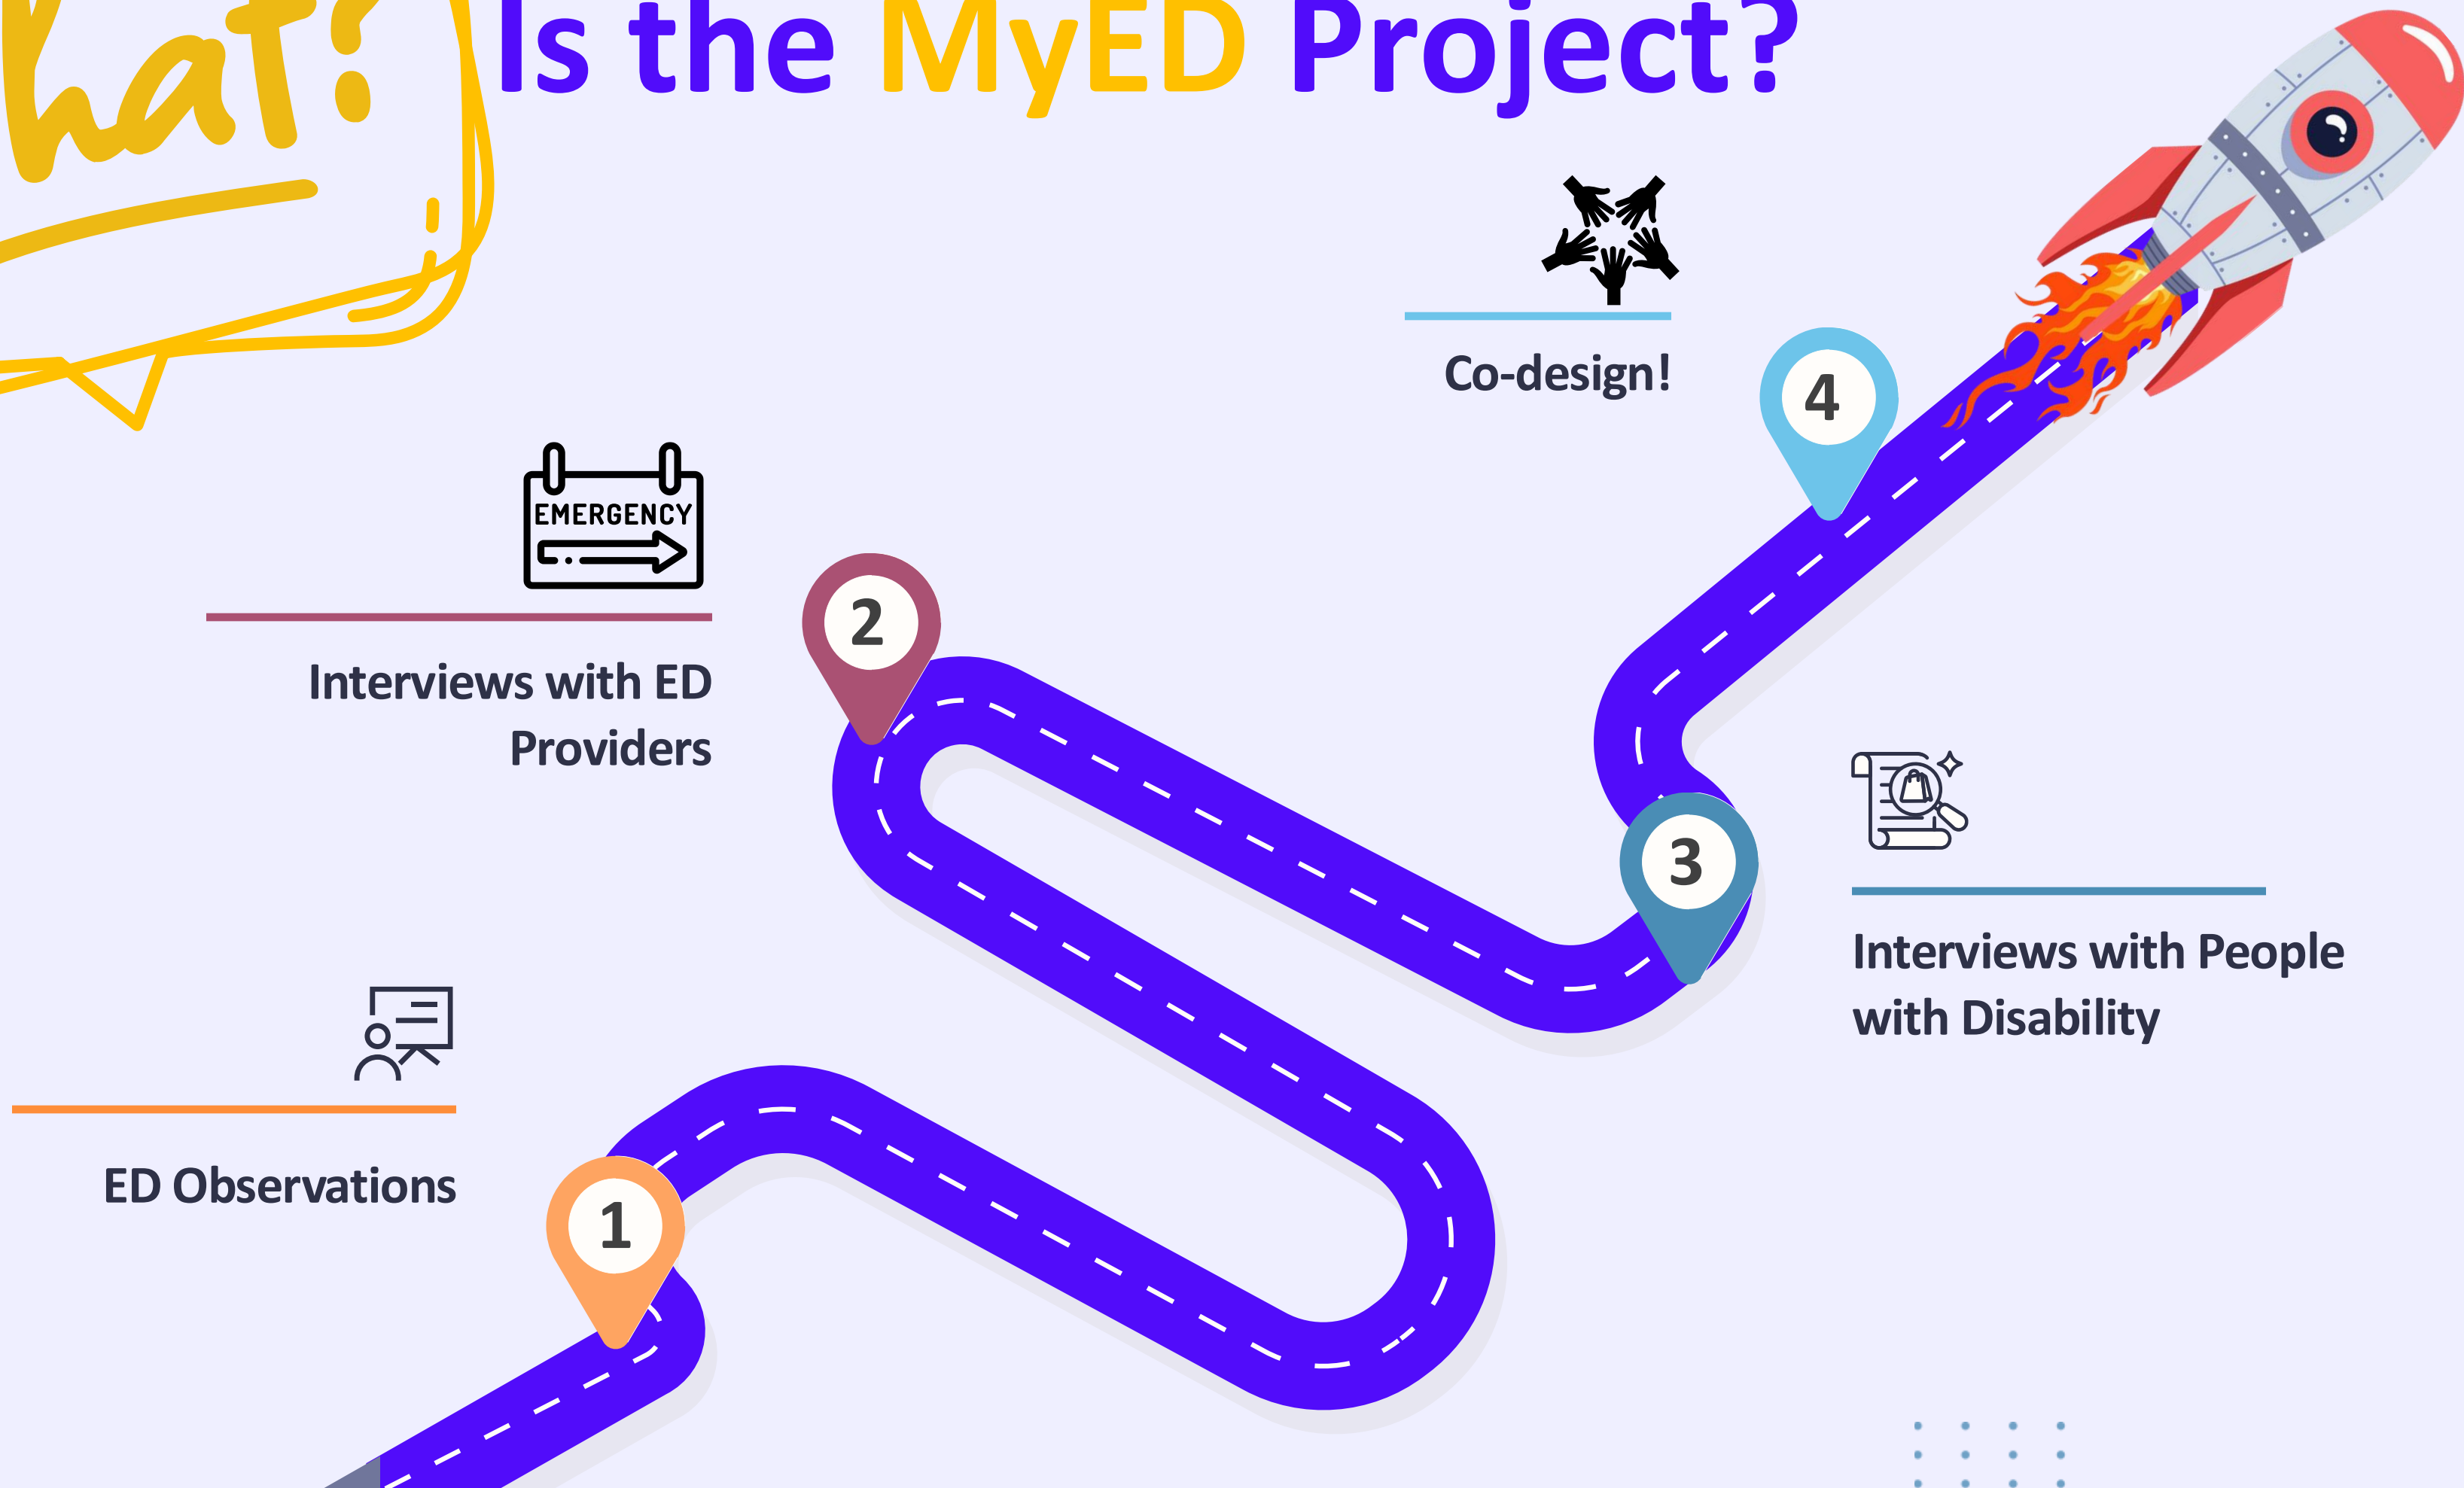 hat?
Is the MyED Project?
Co-design!
4
EMERGENCY
2
Interviews with ED
Providers
3
Interviews with People
with Disability
ED Observations
1